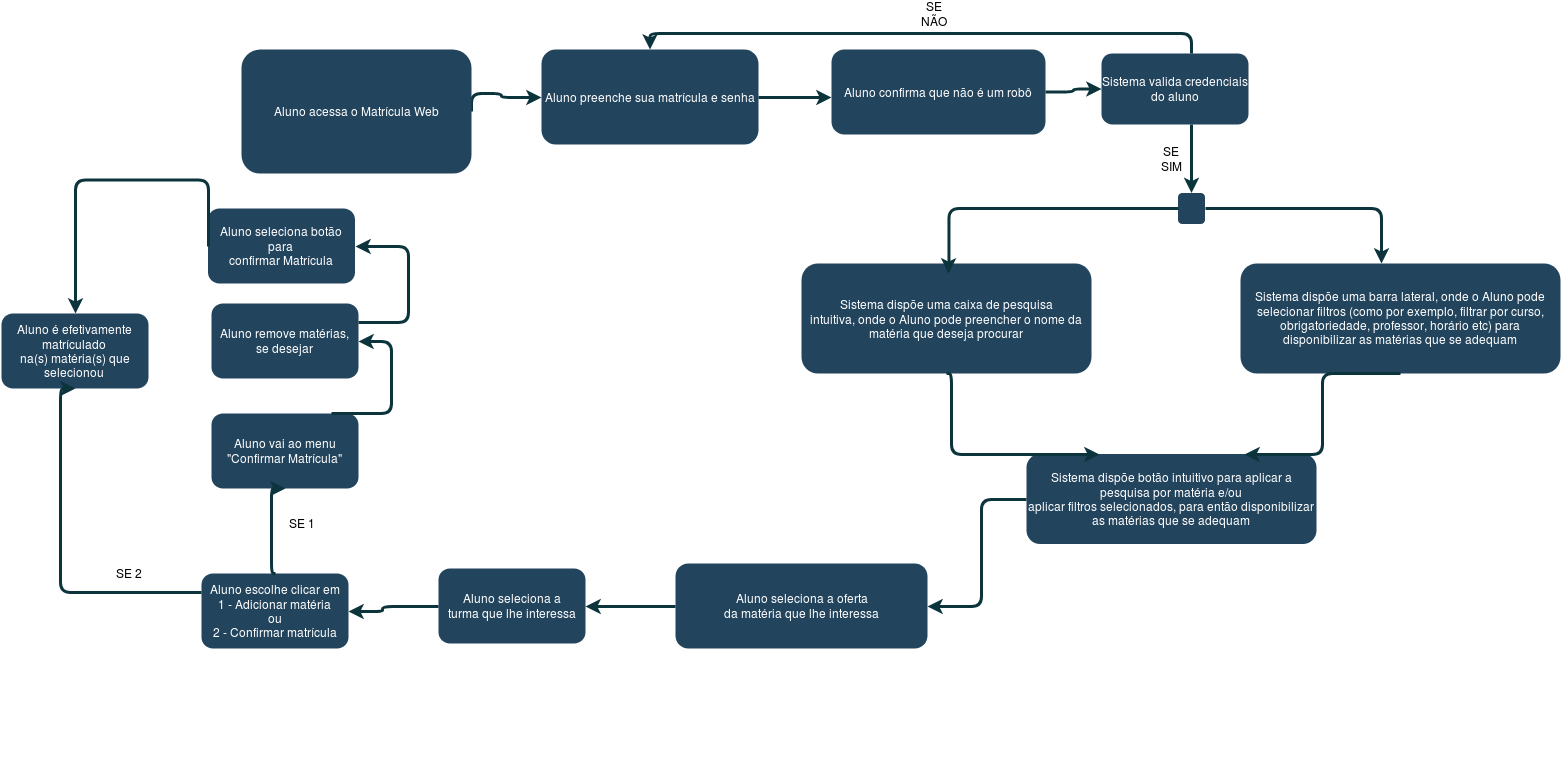 SE
NÃO
Aluno acessa o Matrícula Web
Aluno preenche sua matrícula e senha
Aluno confirma que não é um robô
Sistema valida credenciais
do aluno
SE
SIM
Sistema dispõe uma caixa de pesquisa
intuitiva, onde o Aluno pode preencher o nome da
matéria que deseja procurar
Sistema dispõe uma barra lateral, onde o Aluno pode
selecionar filtros (como por exemplo, filtrar por curso,
obrigatoriedade, professor, horário etc) para
disponibilizar as matérias que se adequam
Sistema dispõe botão intuitivo para aplicar a
pesquisa por matéria e/ou
aplicar filtros selecionados, para então disponibilizar
as matérias que se adequam
Aluno seleciona a oferta
da matéria que lhe interessa
Aluno seleciona a
turma que lhe interessa
Aluno escolhe clicar em
1 - Adicionar matéria
ou
2 - Confirmar matrícula
SE 1
SE 2
Aluno vai ao menu
"Confirmar Matrícula"
Aluno remove matérias,
se desejar
Aluno seleciona botão
para
confirmar Matrícula
Aluno é efetivamente
matrículado
na(s) matéria(s) que
selecionou